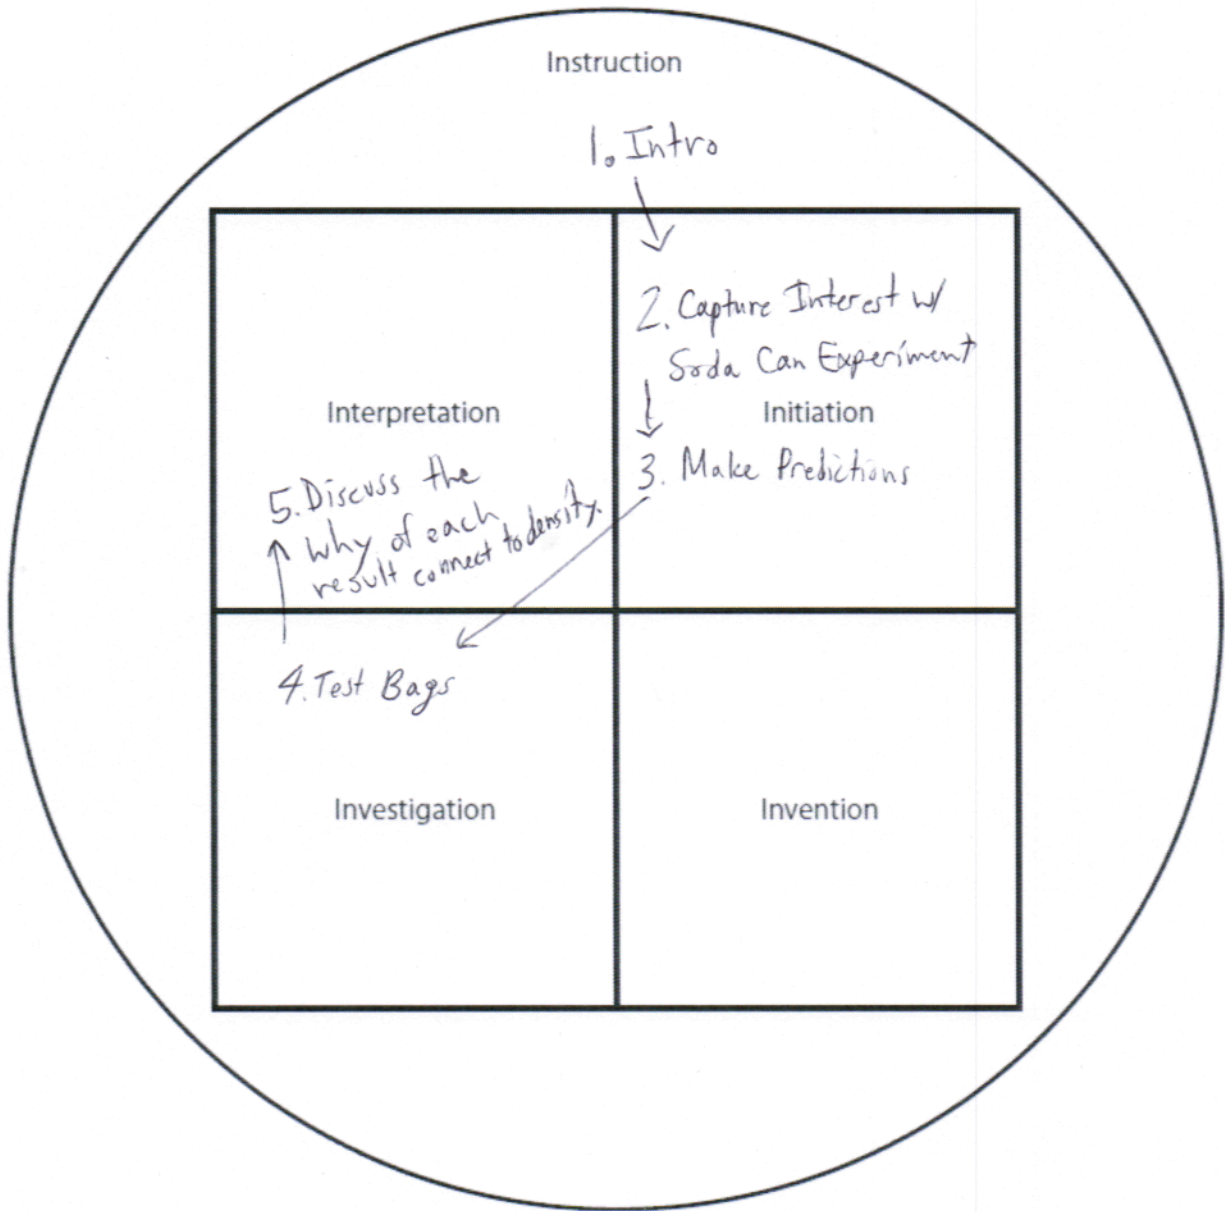 Instruction
1. Intro
2. Capture Interest w/
Soda Can Experiment
Initiation
3. Make Predictions
Interpretation
5. Discuss the
why of each
result connect to density.
4. Test Bags
Investigation
Invention